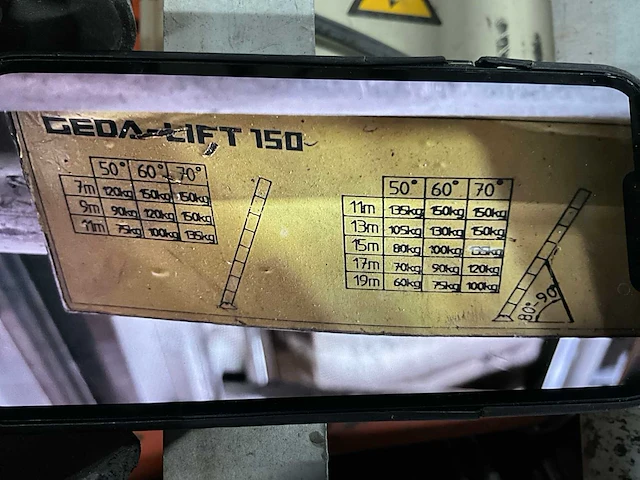 GEDA-LIFT 150
50° 60° 70°
7m 120kg 150kg 150kg
9m 90kg 120kg 150kg
11m 75kg 100kg 135kg
50° 60° 70°
11m 135kg 150kg 150kg
13m 105kg 130kg 150kg
15m 80kg 100kg 135kg
17m 70kg 90kg 120kg
19m 60kg 75kg 100kg
80°-90°